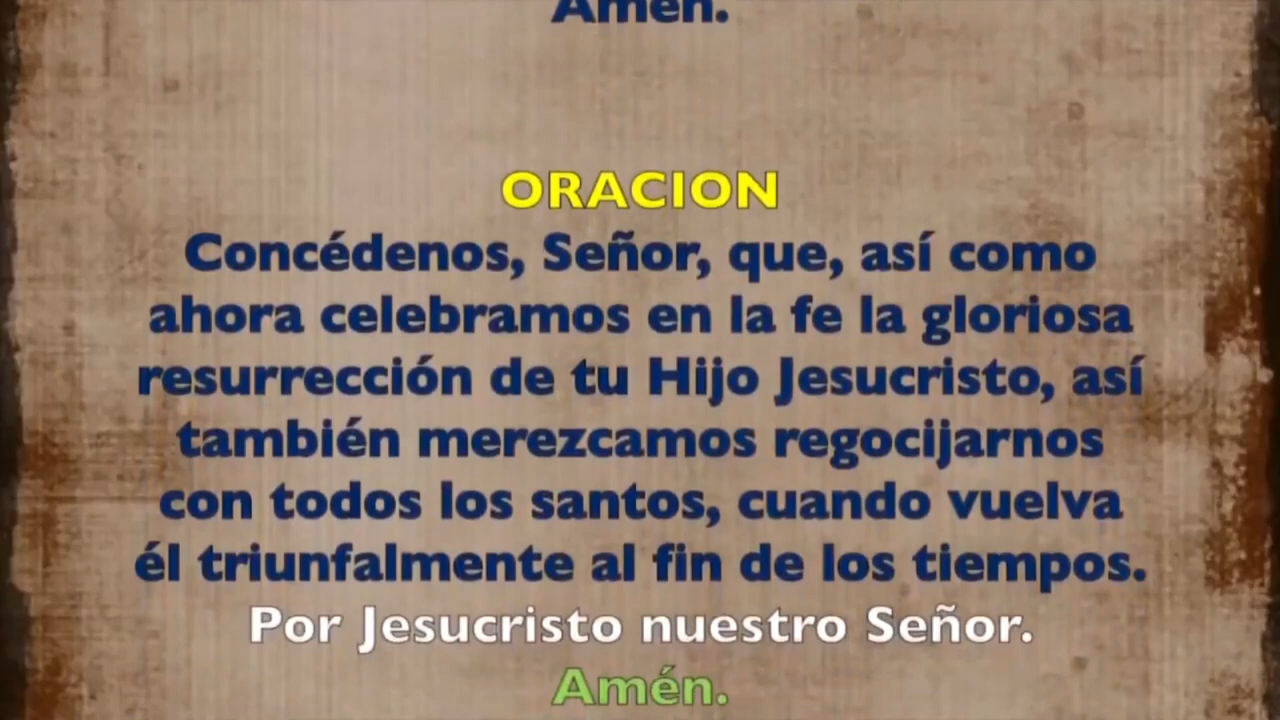 Amén.
ORACION
Concédenos, Señor, que, así como
ahora celebramos en la fe la gloriosa
resurrección de tu Hijo Jesucristo, así
también merezcamos regocijarnos
con todos los santos, cuando vuelva
él triunfalmente al fin de los tiempos.
Por Jesucristo nuestro Señor.
Amén.